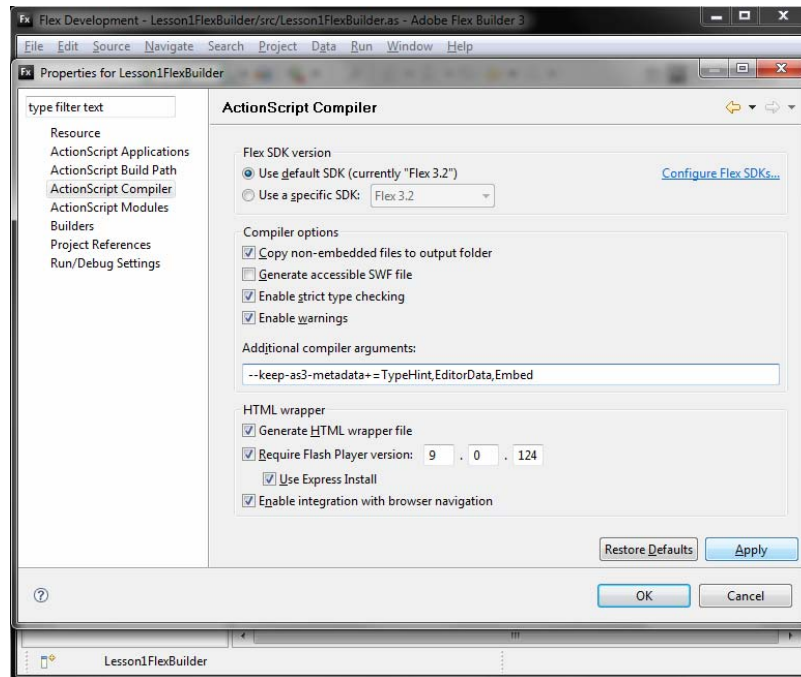 Flex Development - Lesson1FlexBuilder/src/Lesson1FlexBuilder.as - Adobe Flex Builder 3
File Edit Source Navigate Search Project Data Run Window Help
Properties for Lesson1FlexBuilder
type filter text
ActionScript Compiler
Resource
ActionScript Applications
ActionScript Build Path
ActionScript Compiler
ActionScript Modules
Builders
Project References
Run/Debug Settings
Flex SDK version
Use default SDK (currently "Flex 3.2")
Configure Flex SDKs...
Use a specific SDK: Flex 3.2
Compiler options
Copy non-embedded files to output folder
Generate accessible SWF file
Enable strict type checking
Enable warnings
Additional compiler arguments:
--keep-as3-metadata+=TypeHint,EditorData,Embed
HTML wrapper
Generate HTML wrapper file
Require Flash Player version: 9 . 0 . 124
Use Express Install
Enable integration with browser navigation
Restore Defaults Apply
OK Cancel
Lesson1FlexBuilder